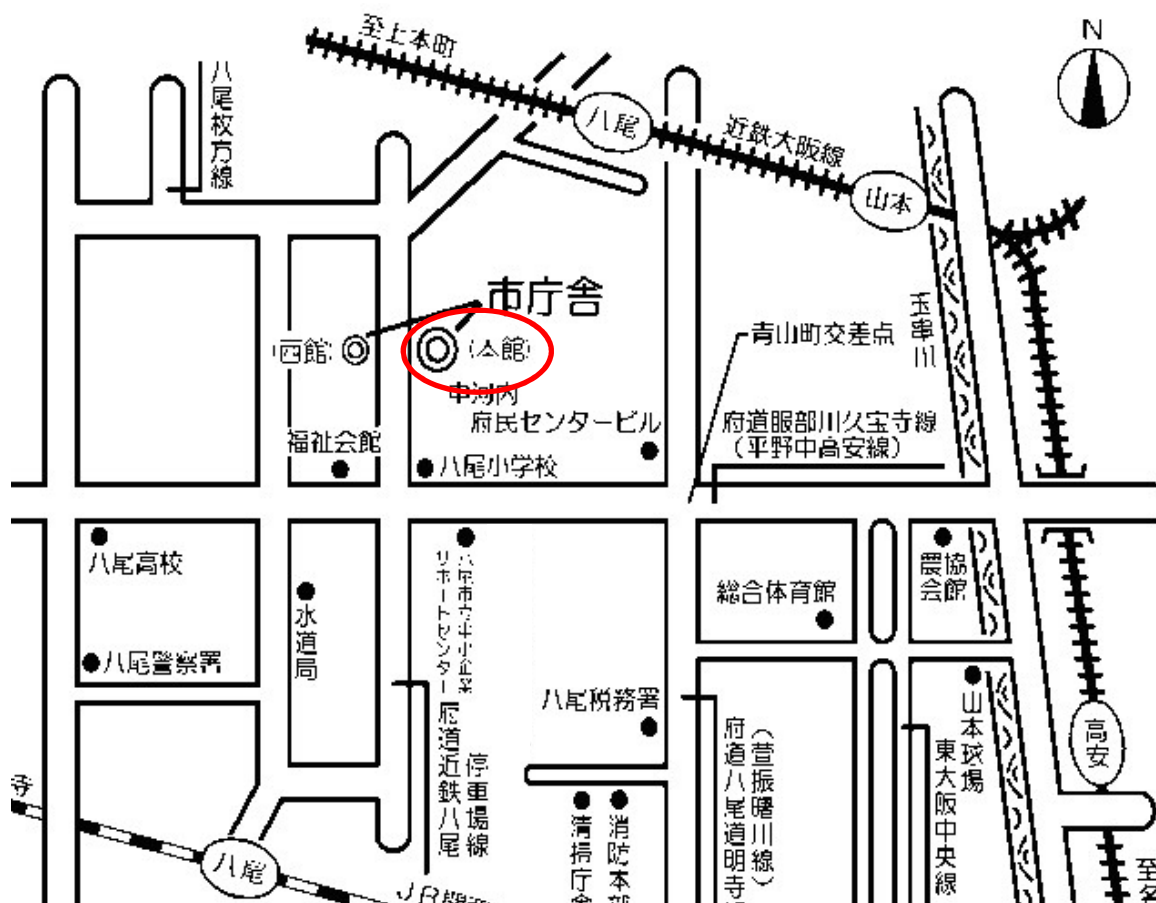 N
至上本町
八尾
近鉄大阪線
山本
八尾枚方線
市庁舎
(西館)
(本館)
玉串川
青山町交差点
中河内
府民センタービル
府道服部川久宝寺線
(平野中高安線)
福祉会館
八尾小学校
八尾高校
水道局
八尾市立中小企業
サポートセンター
総合体育館
農協
会館
八尾警察署
八尾税務署
府道近鉄八尾
停車場線
(萱振曙川線)
府道八尾道明寺
山本球場
東大阪中央線
高安
寺
八尾
清掃庁舎
消防本部
至名